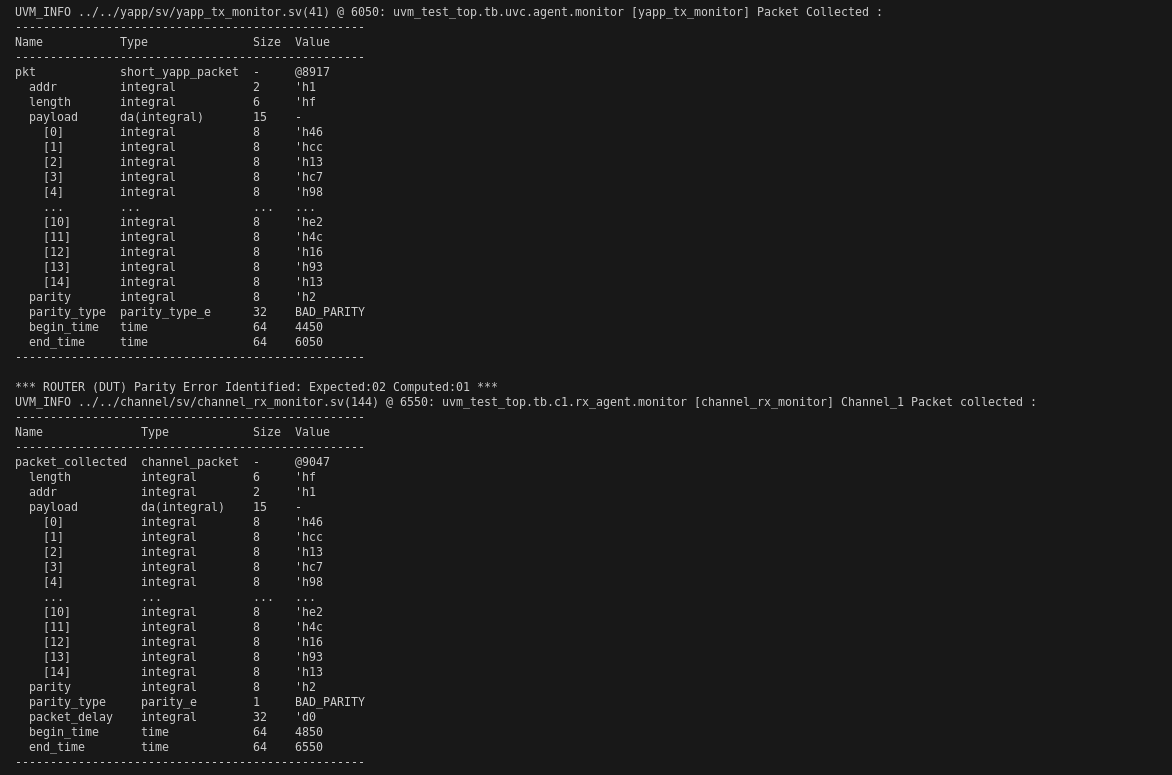 UVM_INFO ../../yapp/sv/yapp_tx_monitor.sv(41) @ 6050: uvm_test_top.tb.uvc.agent.monitor [yapp_tx_monitor] Packet Collected :
--------------------------------------------------
Name           Type               Size  Value
--------------------------------------------------
pkt            short_yapp_packet  -     @8917
  addr         integral           2     'h1
  length       integral           6     'hf
  payload      da(integral)       15    -
    [0]        integral           8     'h46
    [1]        integral           8     'hcc
    [2]        integral           8     'h13
    [3]        integral           8     'hc7
    [4]        integral           8     'h98
    ...        ...                ...   ...
    [10]       integral           8     'he2
    [11]       integral           8     'h4c
    [12]       integral           8     'h16
    [13]       integral           8     'h93
    [14]       integral           8     'h13
  parity       integral           8     'h2
  parity_type  parity_type_e      32    BAD_PARITY
  begin_time   time               64    4450
  end_time     time               64    6050
--------------------------------------------------

*** ROUTER (DUT) Parity Error Identified: Expected:02 Computed:01 ***
UVM_INFO ../../channel/sv/channel_rx_monitor.sv(144) @ 6550: uvm_test_top.tb.c1.rx_agent.monitor [channel_rx_monitor] Channel_1 Packet collected :
--------------------------------------------------
Name              Type            Size  Value
--------------------------------------------------
packet_collected  channel_packet  -     @9047
  length          integral        6     'hf
  addr            integral        2     'h1
  payload         da(integral)    15    -
    [0]           integral        8     'h46
    [1]           integral        8     'hcc
    [2]           integral        8     'h13
    [3]           integral        8     'hc7
    [4]           integral        8     'h98
    ...           ...             ...   ...
    [10]          integral        8     'he2
    [11]          integral        8     'h4c
    [12]          integral        8     'h16
    [13]          integral        8     'h93
    [14]          integral        8     'h13
  parity          integral        8     'h2
  parity_type     parity_e        1     BAD_PARITY
  packet_delay    integral        32    'd0
  begin_time      time            64    4850
  end_time        time            64    6550
--------------------------------------------------